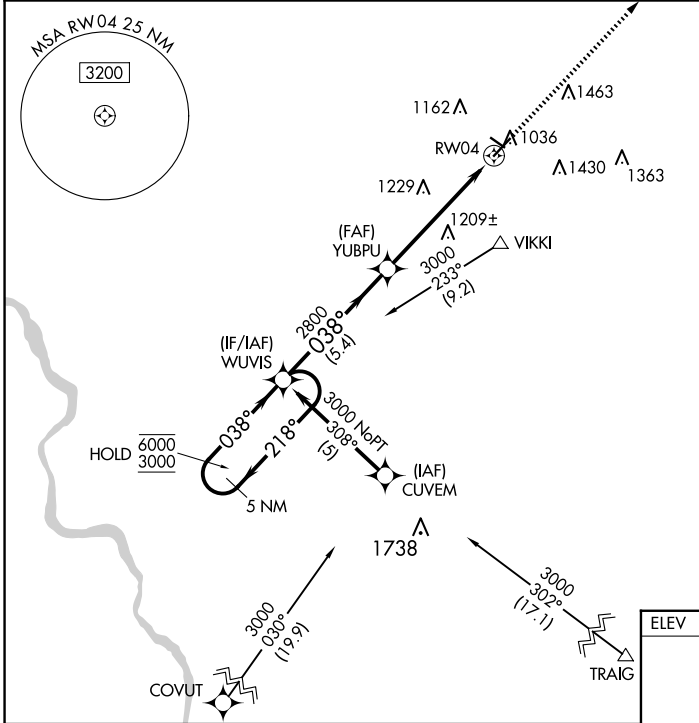 MSA RW04 25 NM
3200
1463
1162
1036
RW04
1430
1363
1229
1209±
(FAF)
YUBPU
VIKKI
3000
233°
(9.2)
2800
038°
(5.4)
(IF/IAF)
WUVIS
3000 NoPT
308°
(5)
038°
218°
HOLD
6000
3000
5 NM
(IAF)
CUVEM
1738
3000
030°
(19.9)
3000
302°
(17.1)
ELEV
TRAIG
COVUT